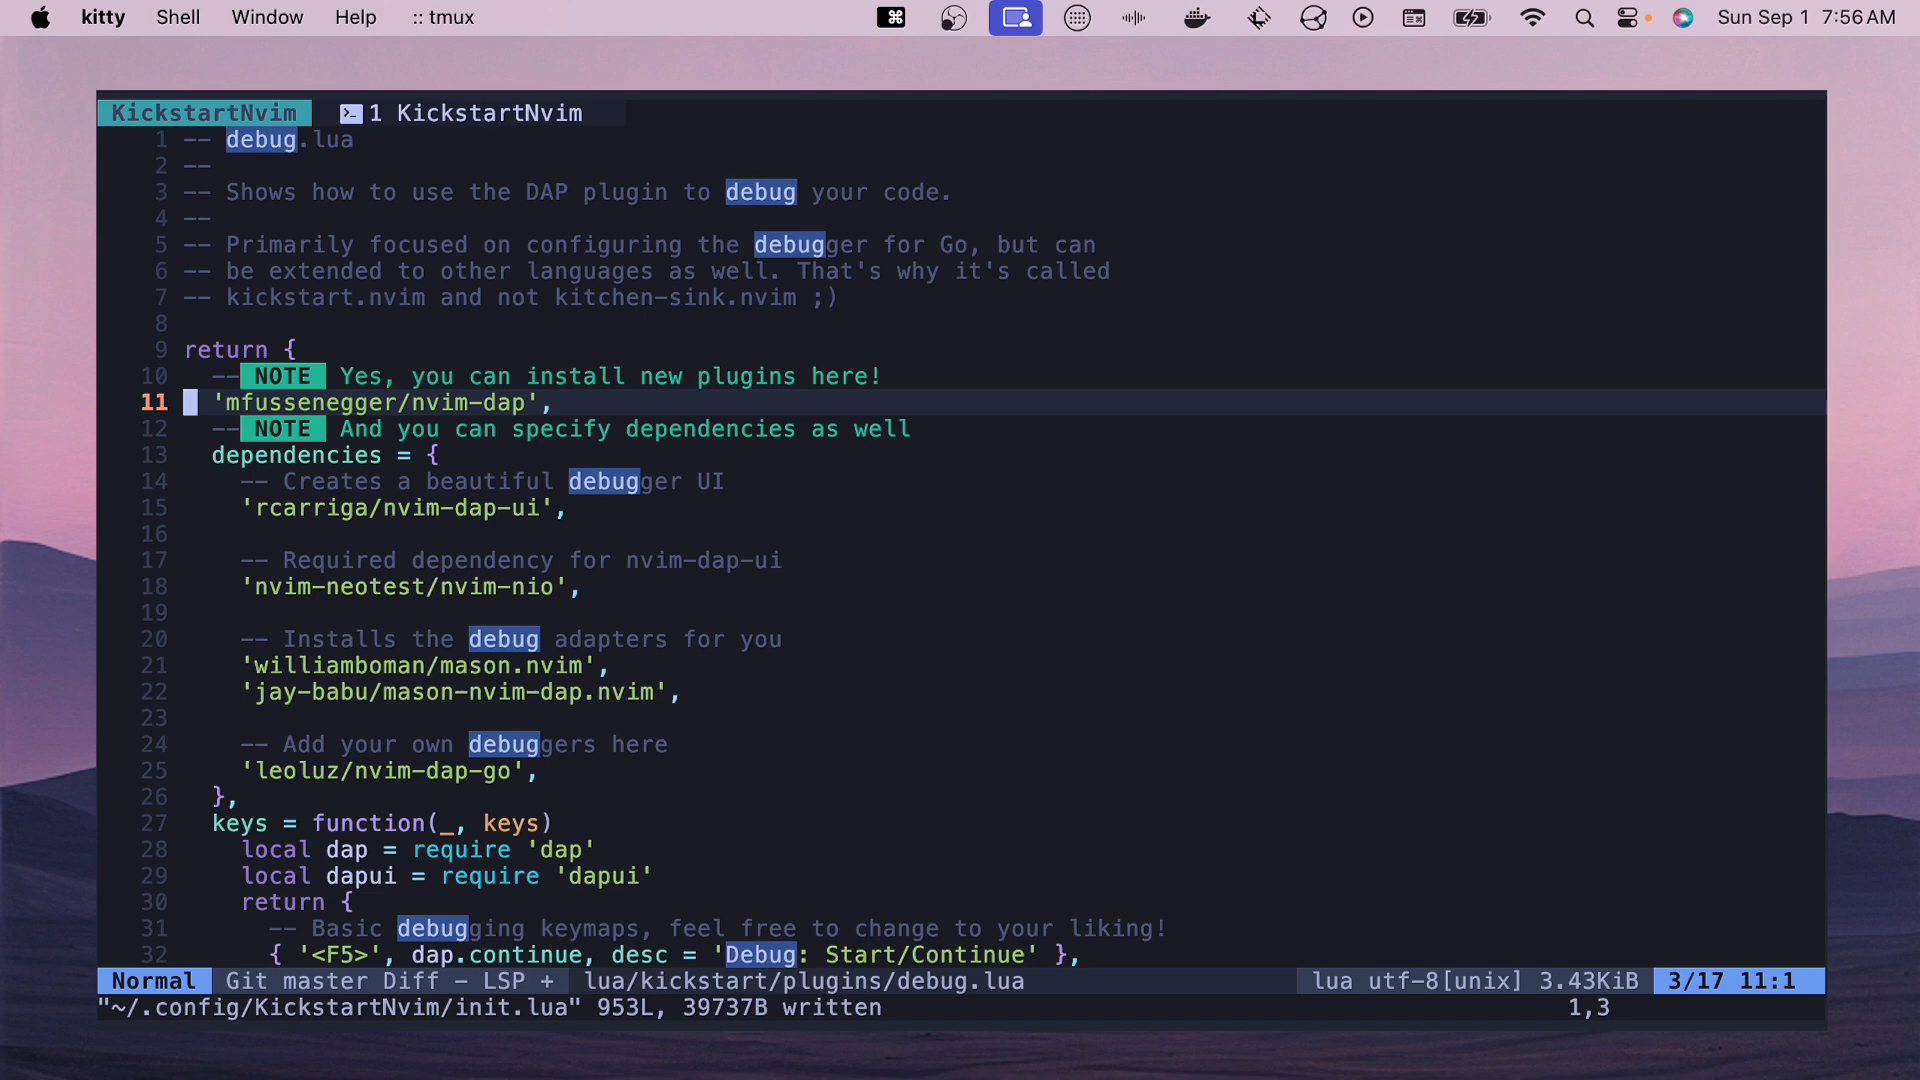 kitty Shell Window Help :: tmux Sun Sep 1 7:56 AM
KickstartNvim 1 KickstartNvim
1 -- debug.lua
2 --
3 -- Shows how to use the DAP plugin to debug your code.
4 --
5 -- Primarily focused on configuring the debugger for Go, but can
6 -- be extended to other languages as well. That's why it's called
7 -- kickstart.nvim and not kitchen-sink.nvim ;)
8
9 return {
10 -- NOTE Yes, you can install new plugins here!
11 'mfussenegger/nvim-dap',
12 -- NOTE And you can specify dependencies as well
13 dependencies = {
14 -- Creates a beautiful debugger UI
15 'rcarriga/nvim-dap-ui',
16
17 -- Required dependency for nvim-dap-ui
18 'nvim-neotest/nvim-nio',
19
20 -- Installs the debug adapters for you
21 'williamboman/mason.nvim',
22 'jay-babu/mason-nvim-dap.nvim',
23
24 -- Add your own debuggers here
25 'leoluz/nvim-dap-go',
26 },
27 keys = function(_, keys)
28 local dap = require 'dap'
29 local dapui = require 'dapui'
30 return {
31 -- Basic debugging keymaps, feel free to change to your liking!
32 { '<F5>', dap.continue, desc = 'Debug: Start/Continue' },
Normal Git master Diff - LSP + lua/kickstart/plugins/debug.lua lua utf-8[unix] 3.43KiB 3/17 11:1
"~/.config/KickstartNvim/init.lua" 953L, 39737B written 1,3